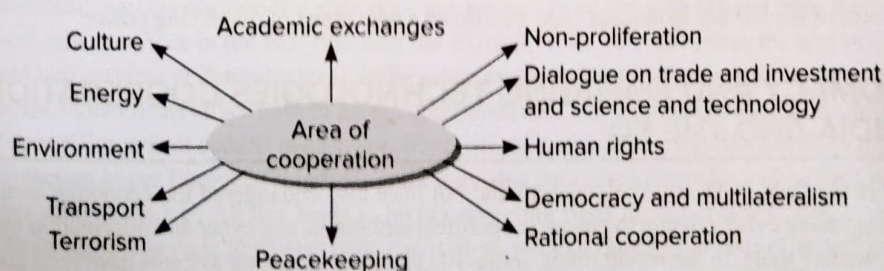 Academic exchanges
Culture
Energy
Environment
Transport
Terrorism
Area of
cooperation
Peacekeeping
Non-proliferation
Dialogue on trade and investment
and science and technology
Human rights
Democracy and multilateralism
Rational cooperation